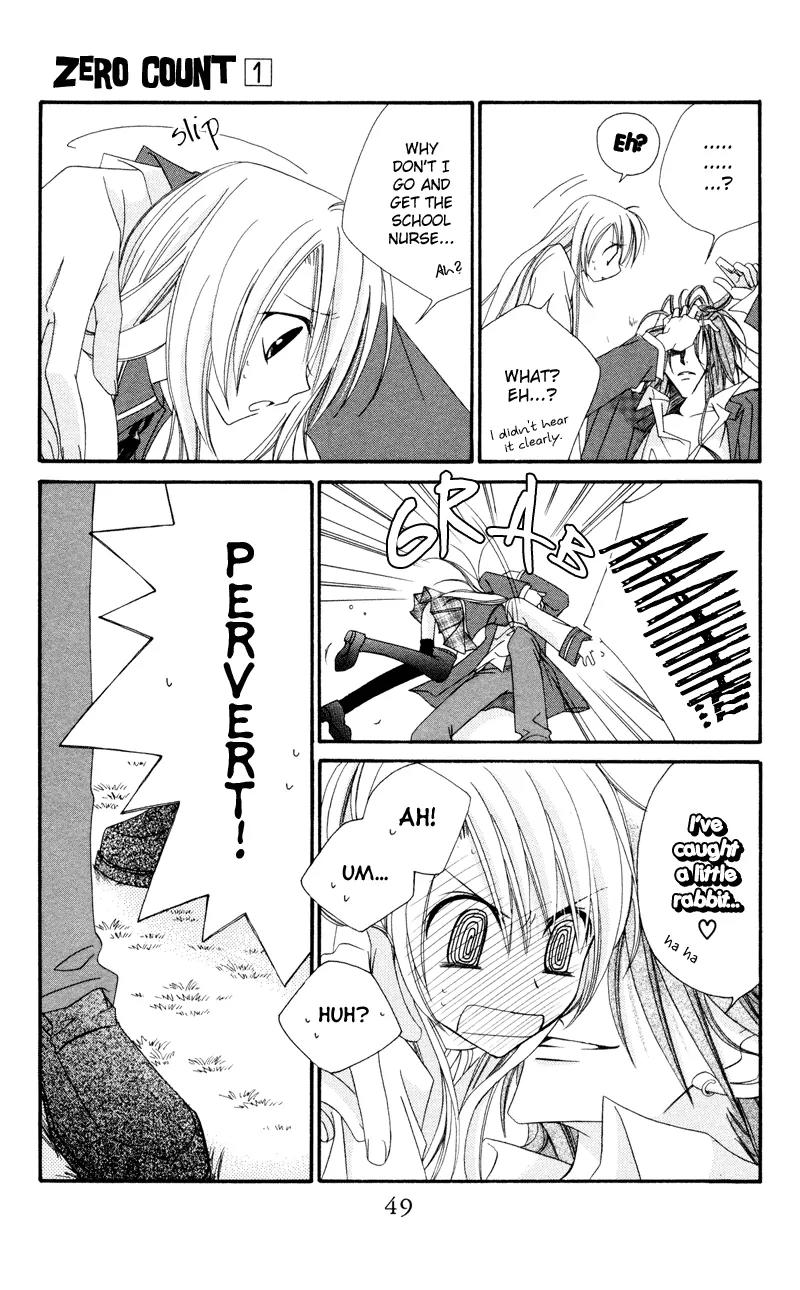 ZERO COUNT 1
slip
WHY
DON'T I
GO AND
GET THE
SCHOOL
NURSE...
Ah?
Eh?
.....
.....
...?
WHAT?
EH...?
I didn't hear
it clearly.
PERVERT!
GRAB
AAAAHHHH!!!
AH!
UM...
HUH?
I've
caught
a little
rabbit...
♥
ha ha
49